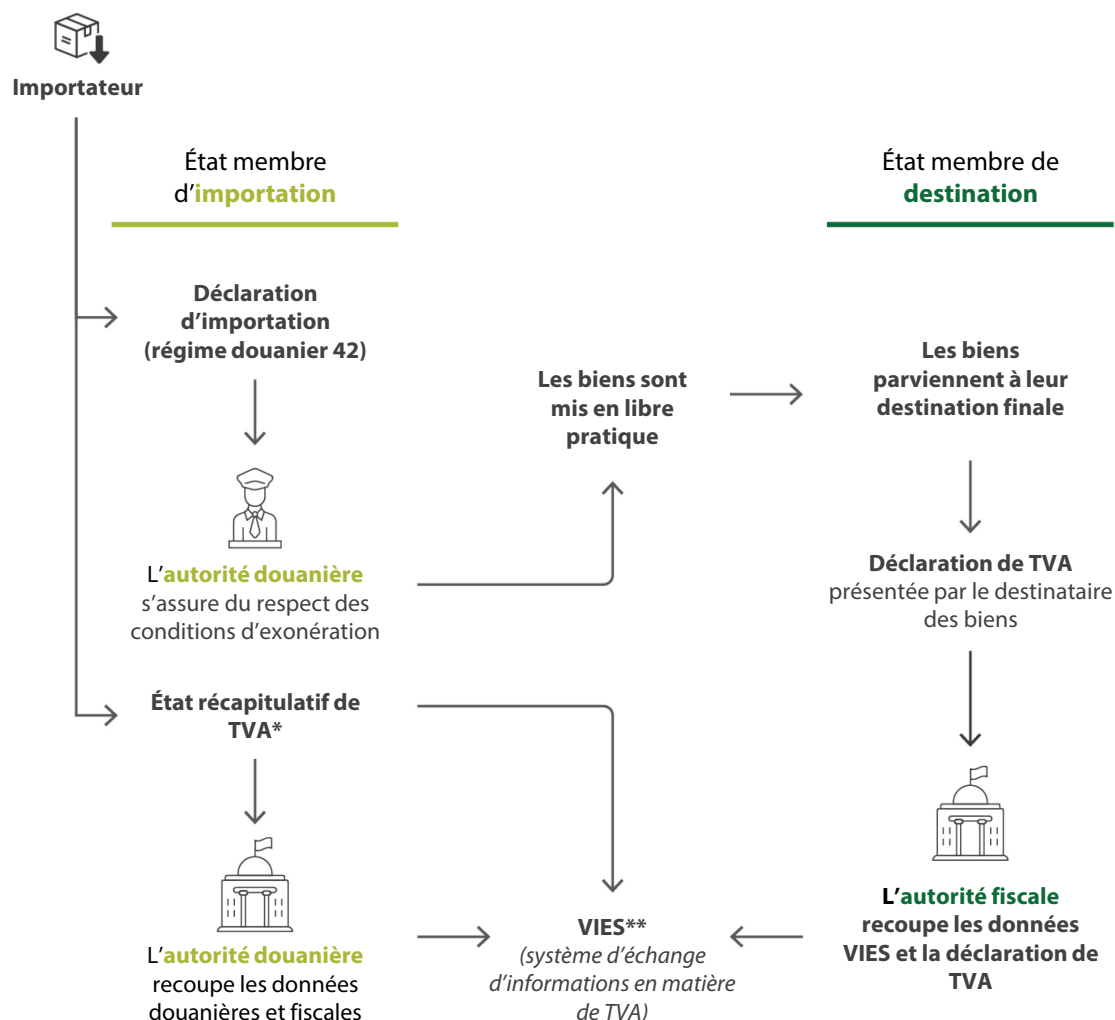 Importateur
État membre
d'importation
État membre de
destination
Déclaration
d'importation
(régime douanier 42)
L'autorité douanière
s'assure du respect des
conditions d'exonération
Les biens sont
mis en libre
pratique
Les biens
parviennent à leur
destination finale
Déclaration de TVA
présentée par le destinataire
des biens
État récapitulatif de
TVA*
L'autorité douanière
recoupe les données
douanières et fiscales
VIES**
(système d'échange
d'informations en matière
de TVA)
L'autorité fiscale
recoupe les données
VIES et la déclaration de
TVA